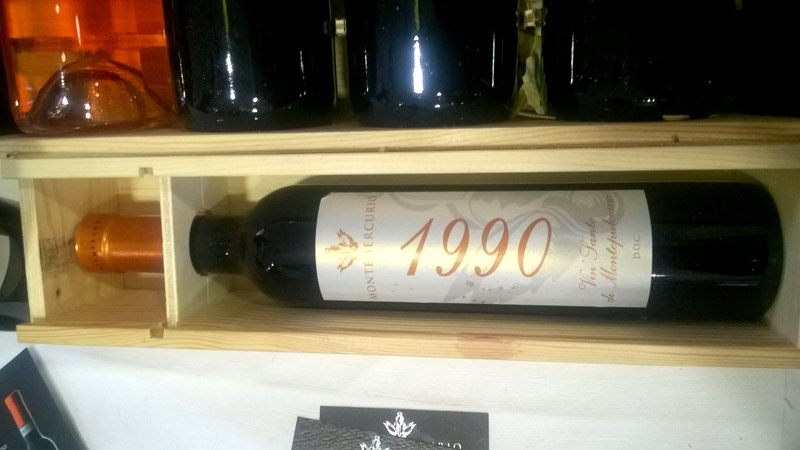 MONTE MERCURIO
1990
Vin Santo
di Montepulciano
D.O.C.